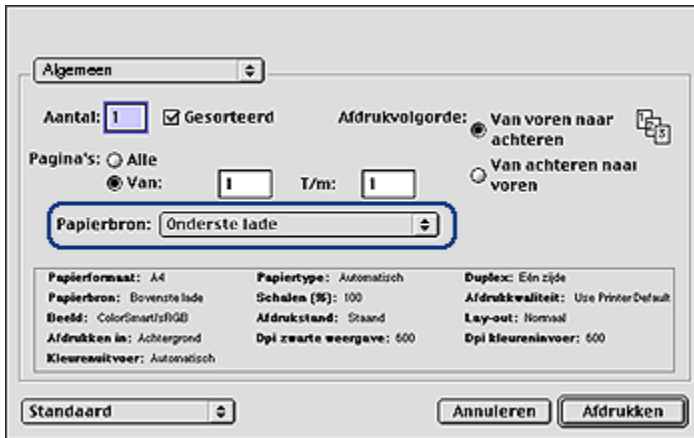 Algemeen
Aantal: 1 Gesorteerd Afdrukvolgorde: Van voren naar achteren
Pagina's: Alle
Van: 1 T/m: 1 Van achteren naar voren
Papierbron: Onderste lade
Papierformaat: A4 Papiertype: Automatisch Duplex: Eén zijde
Papierbron: Bovenste lade Schalen (%): 100 Afdrukkwaliteit: Use Printer Default
Beeld: ColorSmart/sRGB Afdrukstand: Staand Lay-out: Normaal
Afdrukken in: Achtergrond Dpi zwarte weergave: 600 Dpi kleureninvoer: 600
Kleurenuitvoer: Automatisch
Standaard Annuleren Afdrukken